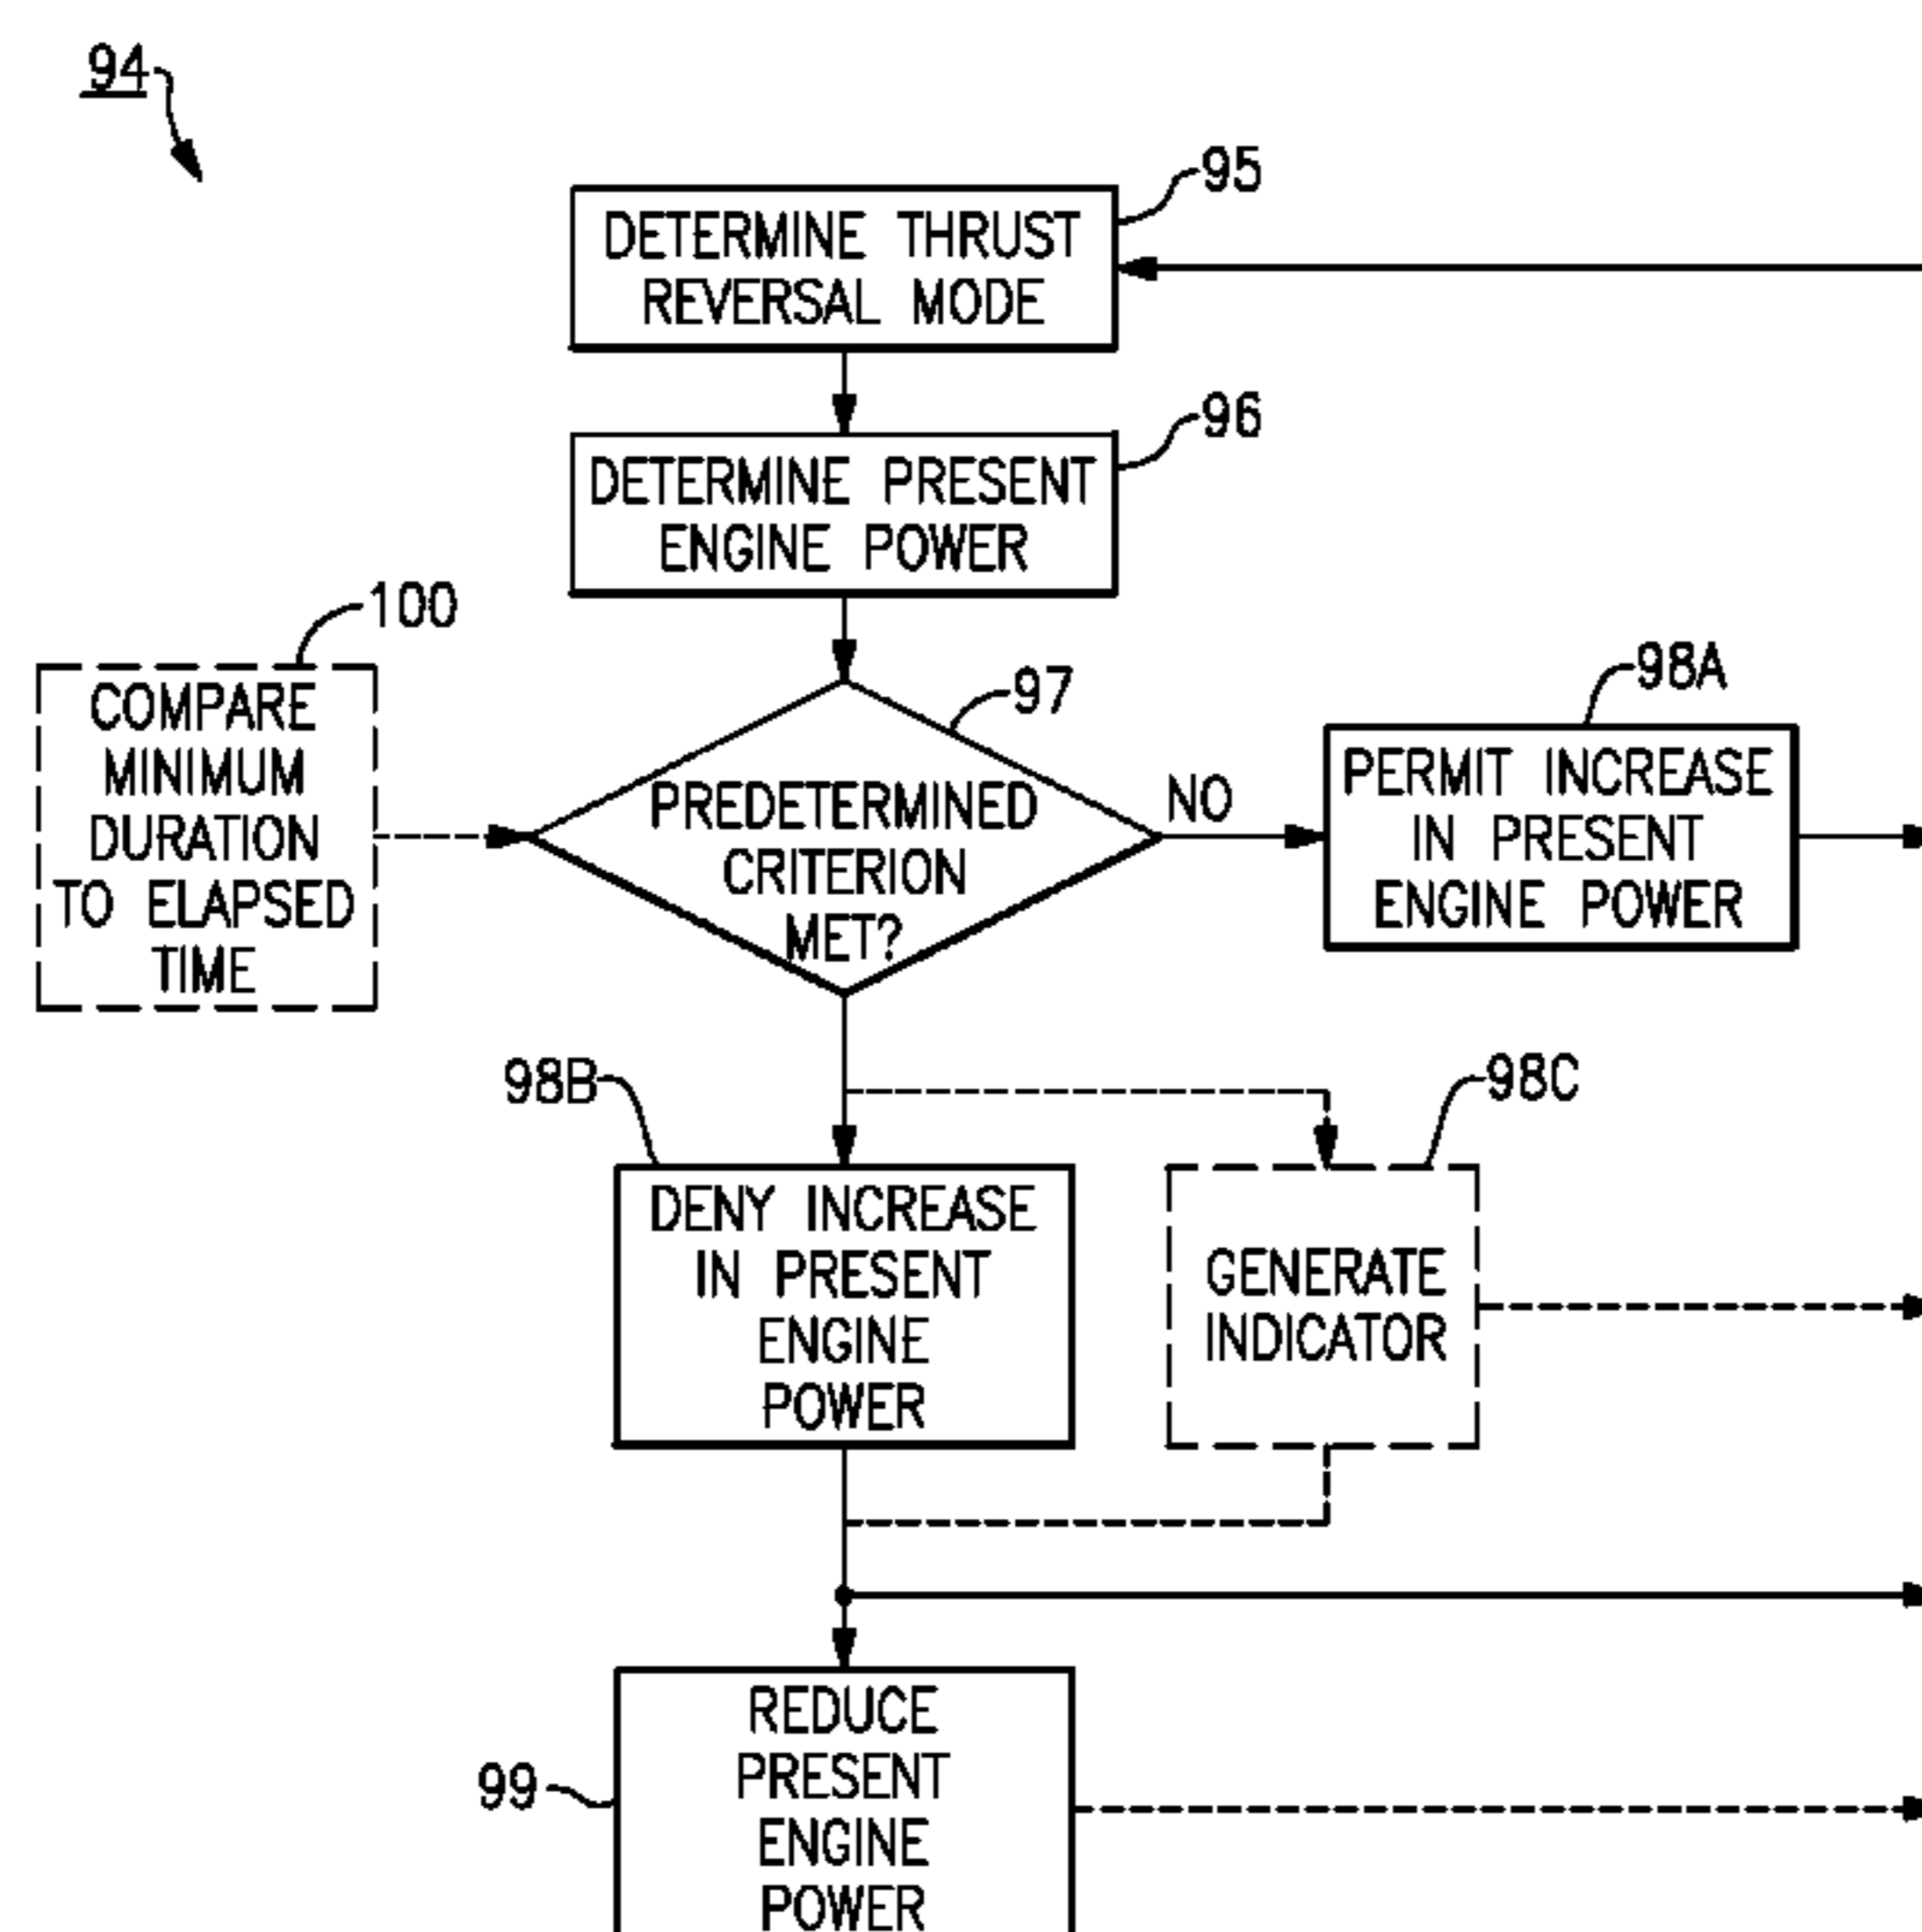 94
95
DETERMINE THRUST
REVERSAL MODE
96
DETERMINE PRESENT
ENGINE POWER
100
COMPARE
MINIMUM
DURATION
TO ELAPSED
TIME
97
PREDETERMINED
CRITERION
MET?
NO
98A
PERMIT INCREASE
IN PRESENT
ENGINE POWER
98B
DENY INCREASE
IN PRESENT
ENGINE
POWER
98C
GENERATE
INDICATOR
99
REDUCE
PRESENT
ENGINE
POWER